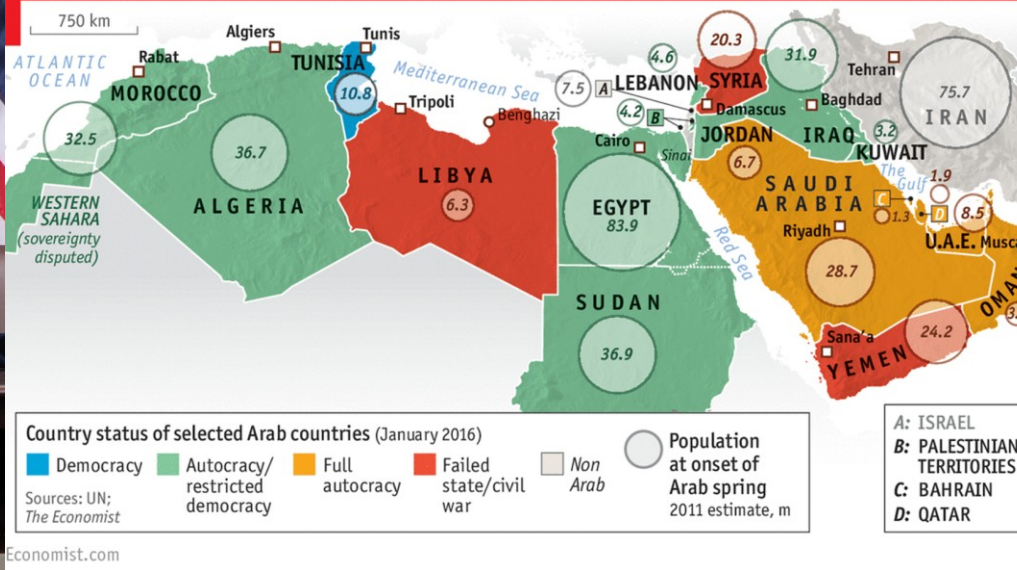 750 km
ATLANTIC
OCEAN
Rabat
MOROCCO
32.5
WESTERN
SAHARA
(sovereignty
disputed)
Algiers
36.7
ALGERIA
Tunis
TUNISIA
10.8
Mediterranean Sea
Tripoli
Benghazi
LIBYA
6.3
Cairo
EGYPT
83.9
Sinai
Red Sea
SUDAN
36.9
7.5
A
4.6
LEBANON
4.2
B
20.3
SYRIA
Damascus
JORDAN
6.7
31.9
Baghdad
IRAQ
3.2
KUWAIT
Tehran
75.7
IRAN
The
Gulf
SAUDI
ARABIA
Riyadh
28.7
C
1.3
1.9
D
8.5
U.A.E.
Musca
OMAN
3.
Sana'a
YEMEN
24.2
Country status of selected Arab countries (January 2016)
Democracy
Autocracy/
restricted
democracy
Full
autocracy
Failed
state/civil
war
Non
Arab
Population
at onset of
Arab spring
2011 estimate, m
Sources: UN;
The Economist
A: ISRAEL
B: PALESTINIAN
TERRITORIES
C: BAHRAIN
D: QATAR
Economist.com